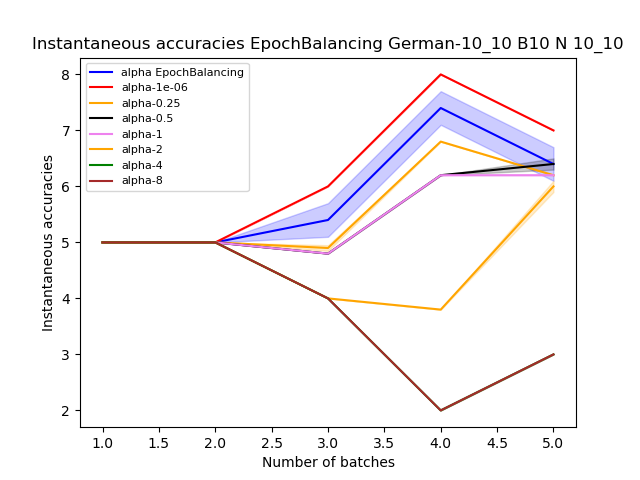 Instantaneous accuracies EpochBalancing German-10_10 B10 N 10_10
8
7
6
5
4
3
2
Instantaneous accuracies
alpha EpochBalancing
alpha-1e-06
alpha-0.25
alpha-0.5
alpha-1
alpha-2
alpha-4
alpha-8
1.0 1.5 2.0 2.5 3.0 3.5 4.0 4.5 5.0
Number of batches